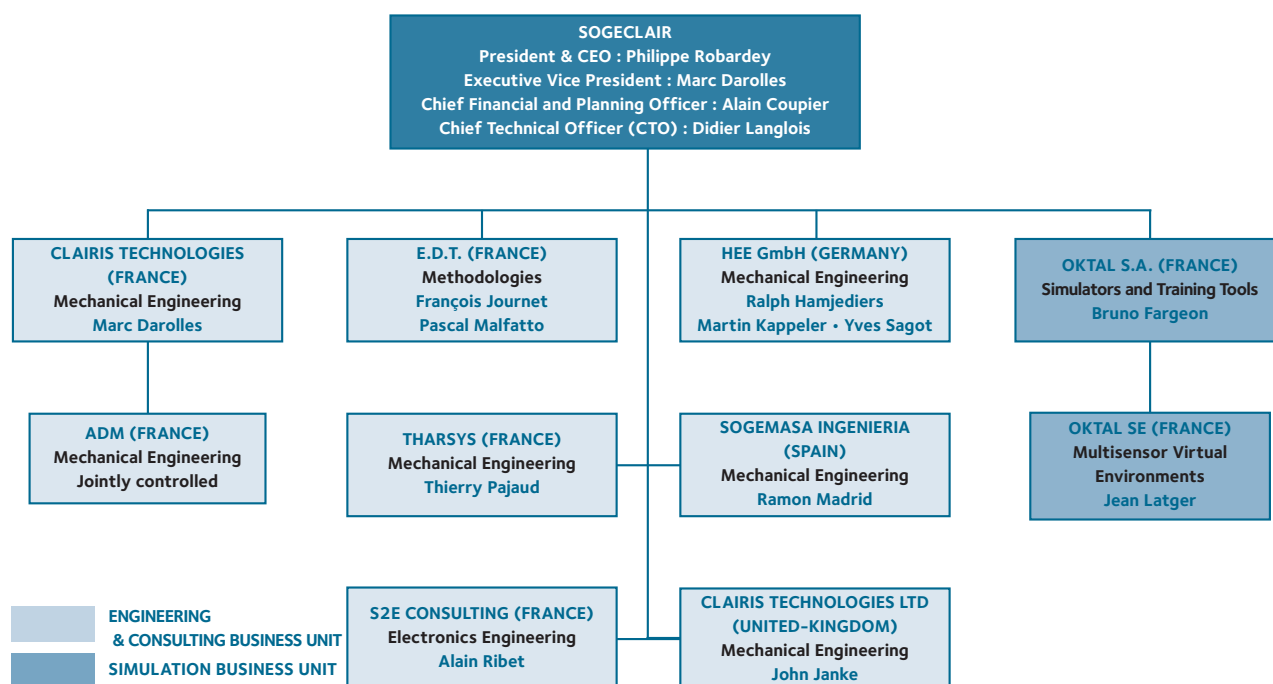 SOGECLAIR
President & CEO : Philippe Robardey
Executive Vice President : Marc Darolles
Chief Financial and Planning Officer : Alain Coupier
Chief Technical Officer (CTO) : Didier Langlois
CLAIRIS TECHNOLOGIES
(FRANCE)
Mechanical Engineering
Marc Darolles
E.D.T. (FRANCE)
Methodologies
François Journet
Pascal Malfatto
HEE GmbH (GERMANY)
Mechanical Engineering
Ralph Hamjediers
Martin Kappeler • Yves Sagot
OKTAL S.A. (FRANCE)
Simulators and Training Tools
Bruno Fargeon
ADM (FRANCE)
Mechanical Engineering
Jointly controlled
THARSYS (FRANCE)
Mechanical Engineering
Thierry Pajaud
SOGEMASA INGENIERIA
(SPAIN)
Mechanical Engineering
Ramon Madrid
OKTAL SE (FRANCE)
Multisensor Virtual
Environments
Jean Latger
S2E CONSULTING (FRANCE)
Electronics Engineering
Alain Ribet
CLAIRIS TECHNOLOGIES LTD
(UNITED-KINGDOM)
Mechanical Engineering
John Janke
ENGINEERING
& CONSULTING BUSINESS UNIT
SIMULATION BUSINESS UNIT